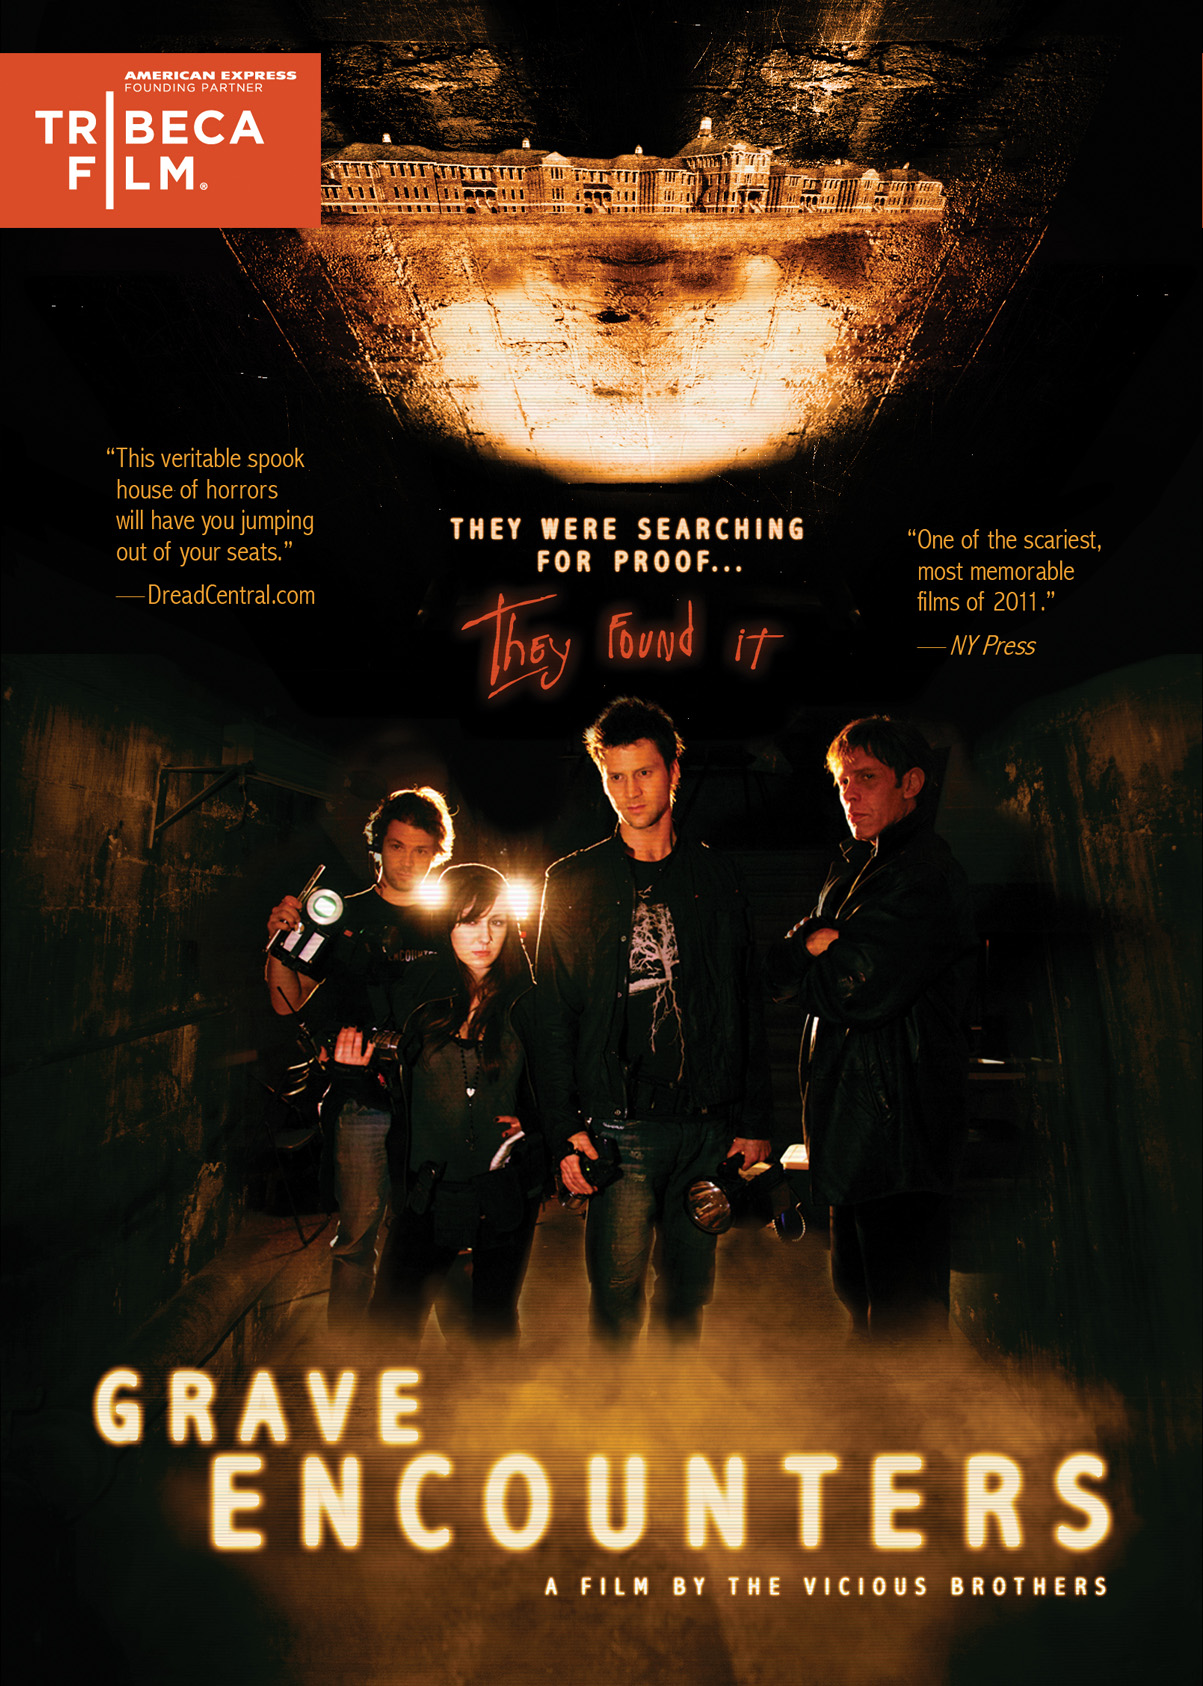 AMERICAN EXPRESS
FOUNDING PARTNER
TRIBECA
FILM®
“This veritable spook
house of horrors
will have you jumping
out of your seats.”
—DreadCentral.com
THEY WERE SEARCHING
FOR PROOF...
They Found it
“One of the scariest,
most memorable
films of 2011.”
—NY Press
GRAVE
ENCOUNTERS
A FILM BY THE VICIOUS BROTHERS